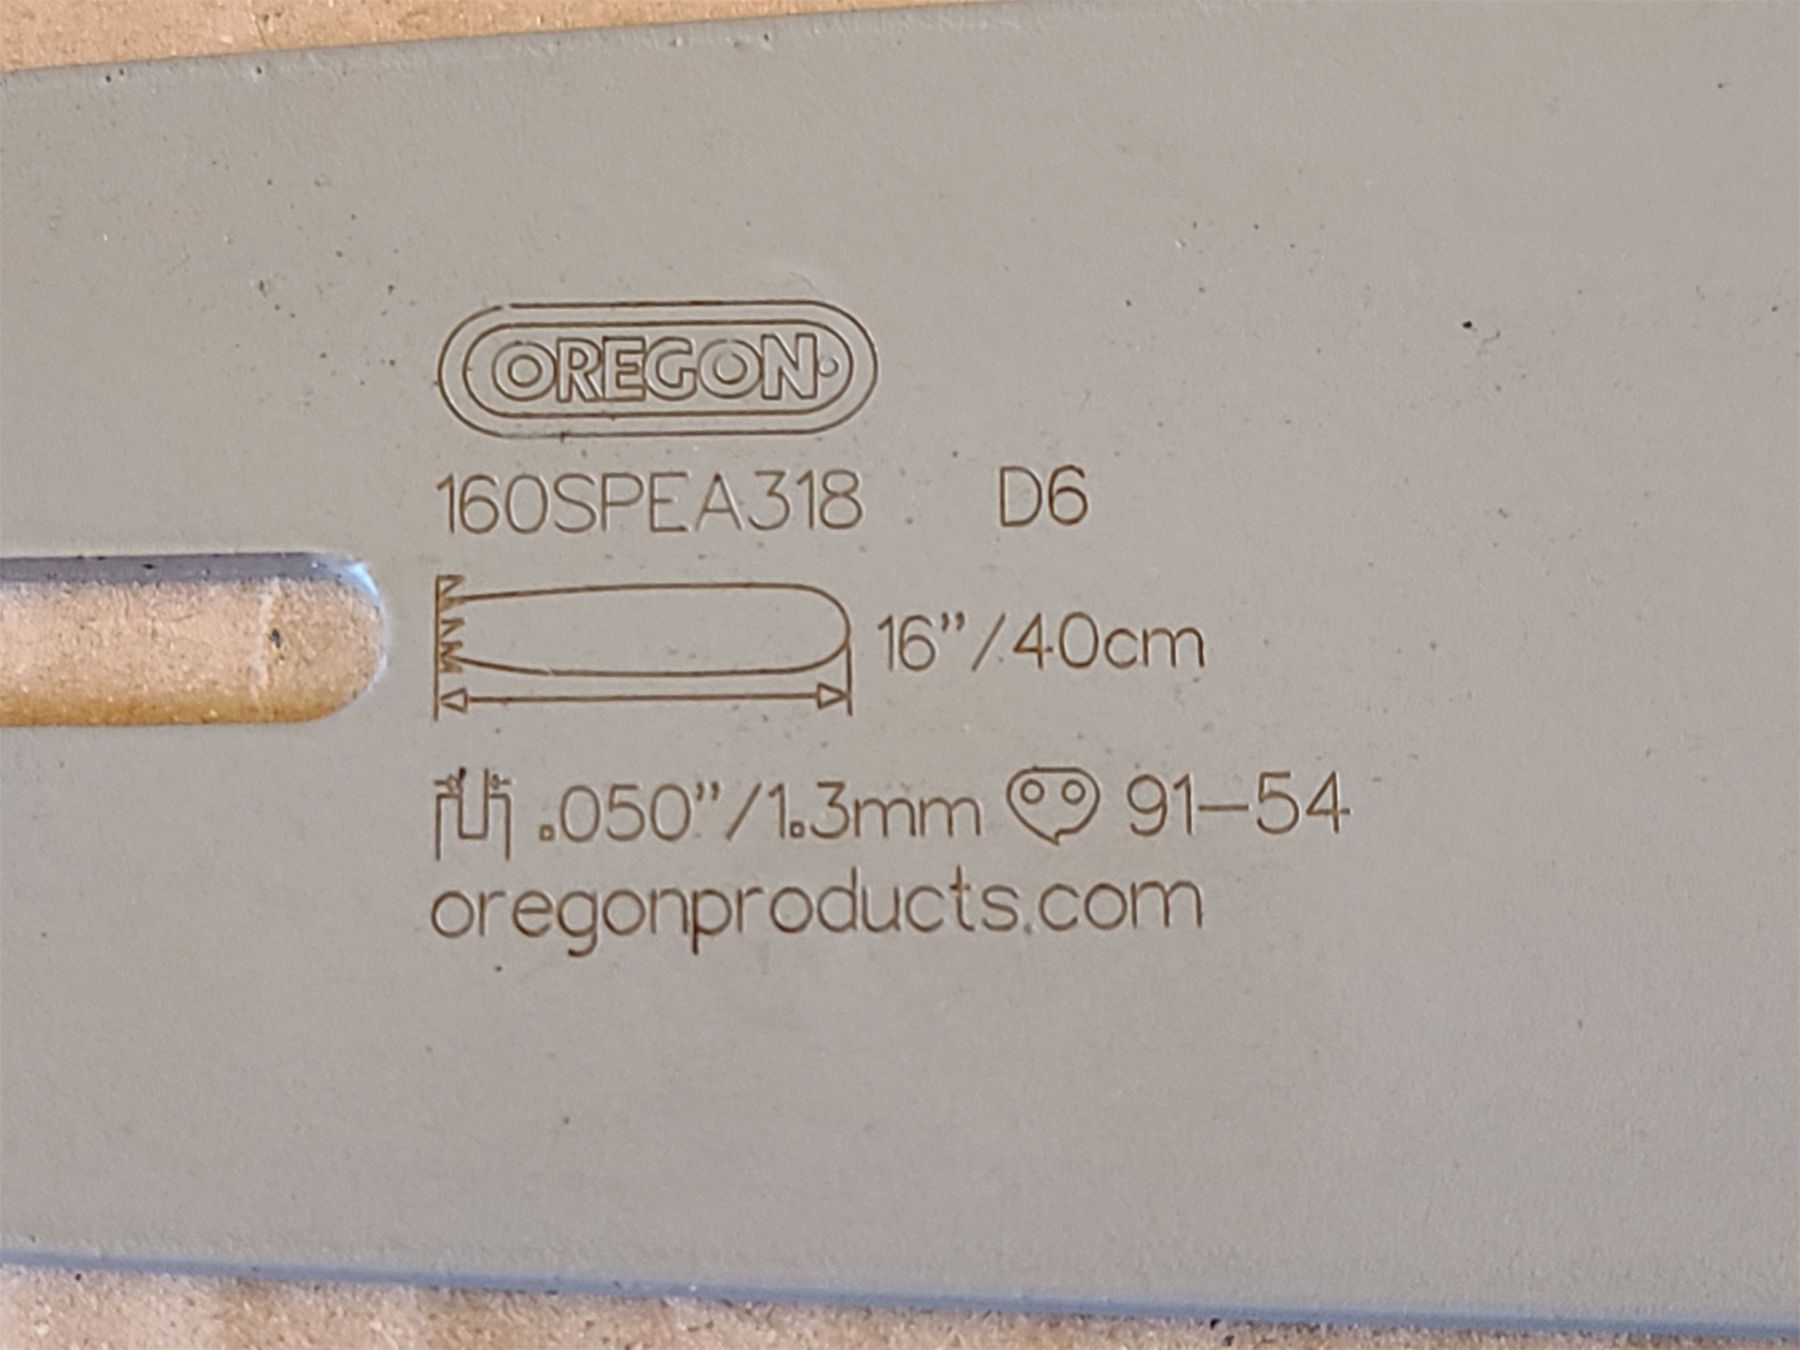 OREGON
160SPEA318 D6
16”/40cm
.050”/1.3mm 91-54
oregonproducts.com